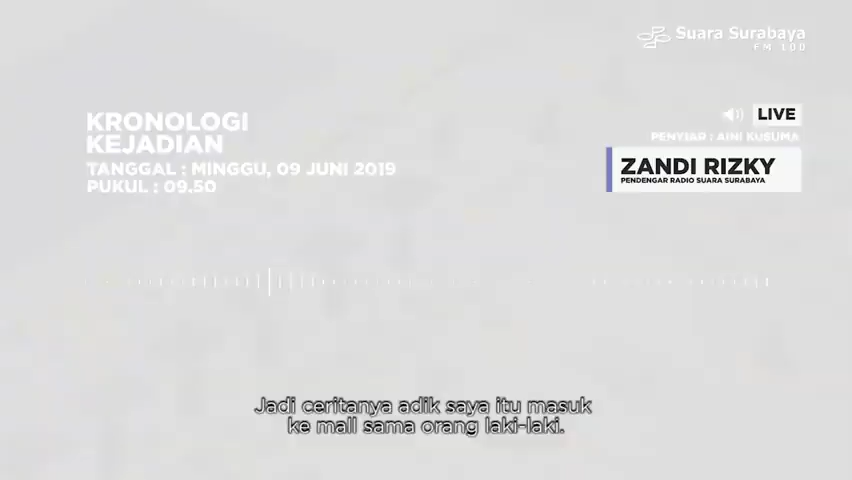 Suara Surabaya
FM 100
KRONOLOGI
KEJADIAN
TANGGAL : MINGGU, 09 JUNI 2019
PUKUL : 09.50
LIVE
PENYIAR : AINI KUSUMA
ZANDI RIZKY
PENDENGAR RADIO SUARA SURABAYA
Jadi ceritanya adik saya itu masuk
ke mall sama orang laki-laki.